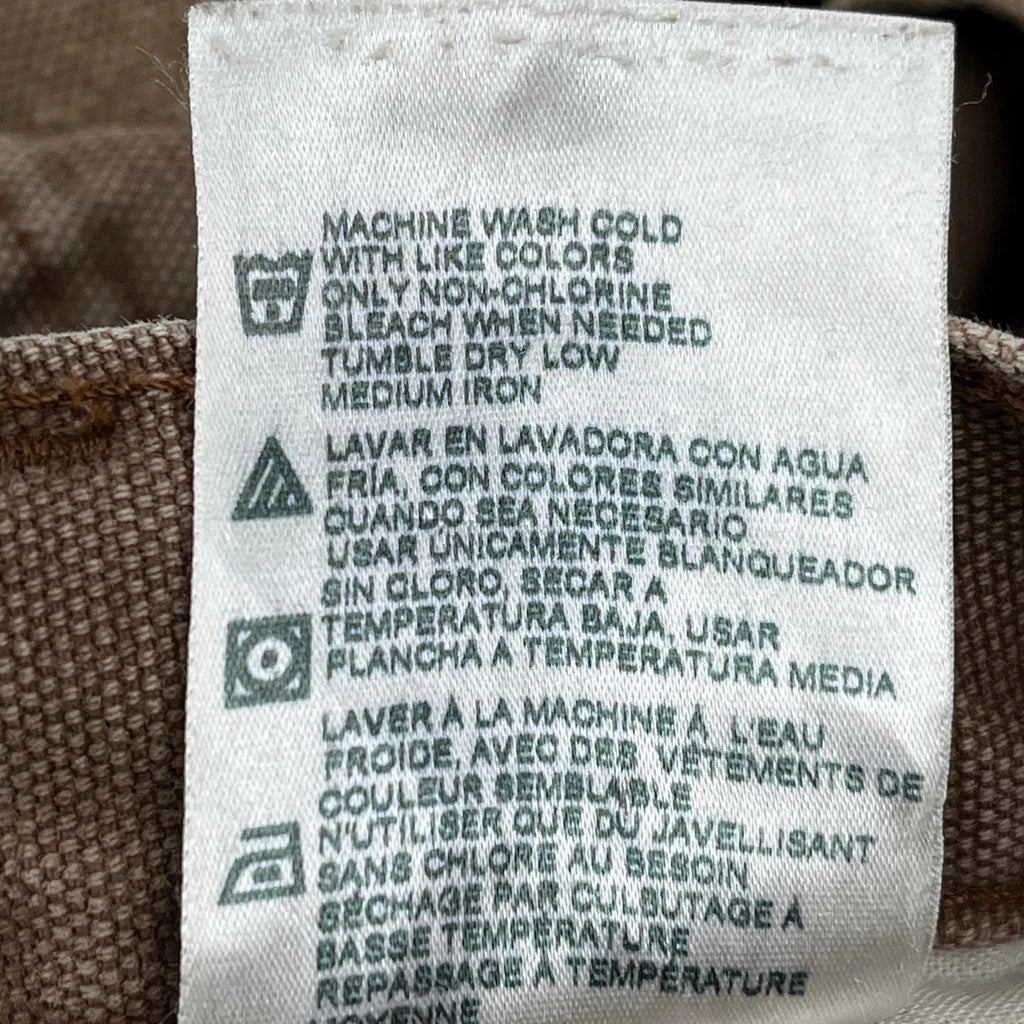 MACHINE WASH COLD
WITH LIKE COLORS
ONLY NON-CHLORINE
BLEACH WHEN NEEDED
TUMBLE DRY LOW
MEDIUM IRON
LAVAR EN LAVADORA CON AGUA
FRÍA, CON COLORES SIMILARES
CUANDO SEA NECESARIO
USAR ÚNICAMENTE BLANQUEADOR
SIN CLORO, SECAR A
TEMPERATURA BAJA, USAR
PLANCHA A TEMPERATURA MEDIA
LAVER À LA MACHINE À L'EAU
FROIDE, AVEC DES VÊTEMENTS DE
COULEUR SEMBLABLE
N'UTILISER QUE DU JAVELLISANT
SANS CHLORE AU BESOIN
SÉCHAGE PAR CULBUTAGE À
BASSE TEMPÉRATURE
REPASSAGE À TEMPÉRATURE
MOYENNE